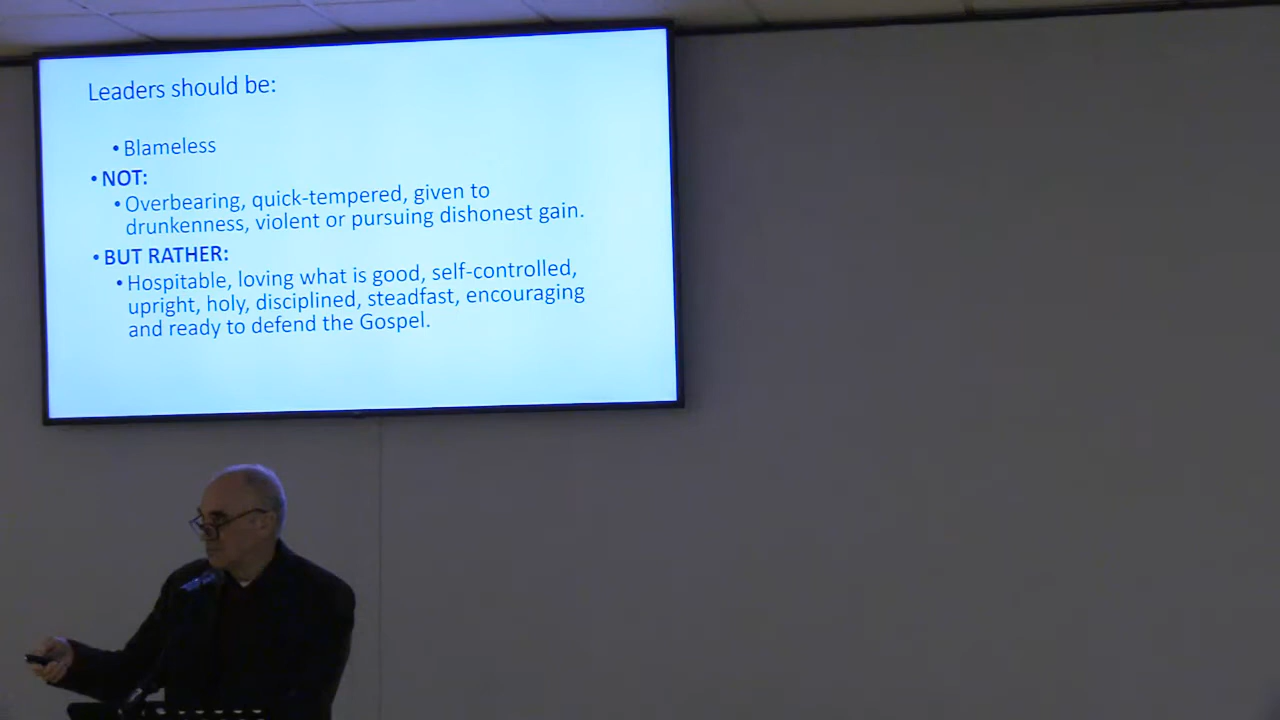 Leaders should be:
• Blameless
• NOT:
• Overbearing, quick-tempered, given to
drunkenness, violent or pursuing dishonest gain.
• BUT RATHER:
• Hospitable, loving what is good, self-controlled,
upright, holy, disciplined, steadfast, encouraging
and ready to defend the Gospel.